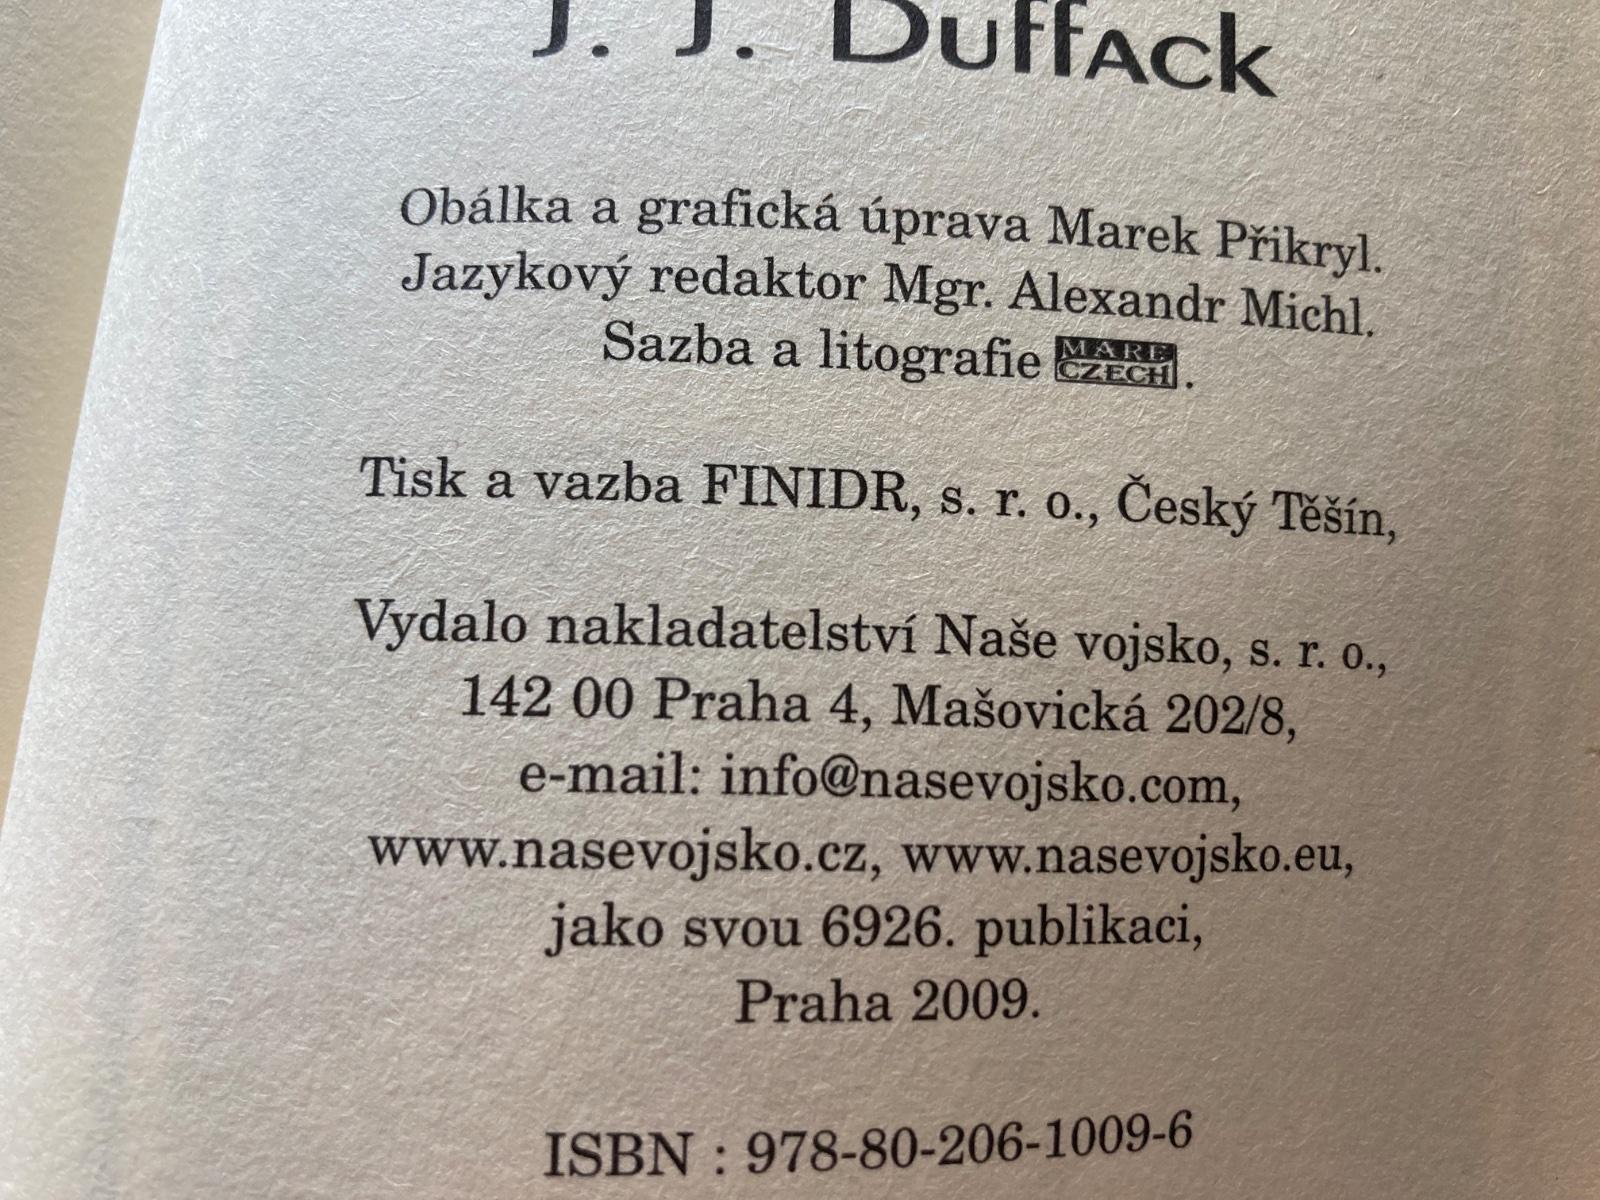 J. J. Duffack
Obálka a grafická úprava Marek Přikryl.
Jazykový redaktor Mgr. Alexandr Michl.
Sazba a litografie MARE CZECH.
Tisk a vazba FINIDR, s. r. o., Český Těšín,
Vydalo nakladatelství Naše vojsko, s. r. o.,
142 00 Praha 4, Mašovická 202/8,
e-mail: info@nasevojsko.com,
www.nasevojsko.cz, www.nasevojsko.eu,
jako svou 6926. publikaci,
Praha 2009.
ISBN : 978-80-206-1009-6